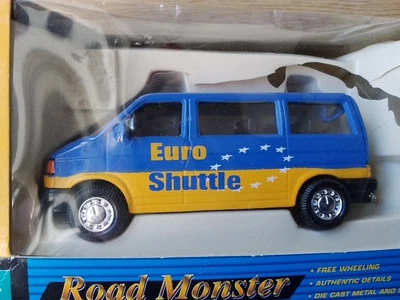 Euro
Shuttle
Road Monster
• FREE WHEELING
• AUTHENTIC DETAILS
• DIE CAST METAL AND